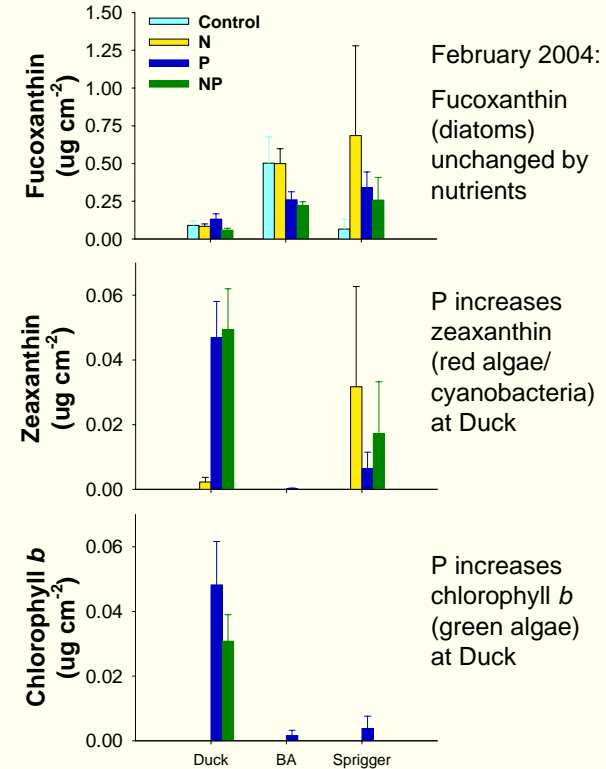 Control
N
P
NP
Fucoxanthin
(ug cm-2)
1.50
1.25
1.00
0.75
0.50
0.25
0.00
February 2004:
Fucoxanthin
(diatoms)
unchanged by
nutrients
Zeaxanthin
(ug cm-2)
0.06
0.04
0.02
0.00
P increases
zeaxanthin
(red algae/
cyanobacteria)
at Duck
Chlorophyll b
(ug cm-2)
0.06
0.04
0.02
0.00
P increases
chlorophyll b
(green algae)
at Duck
Duck BA Sprigger